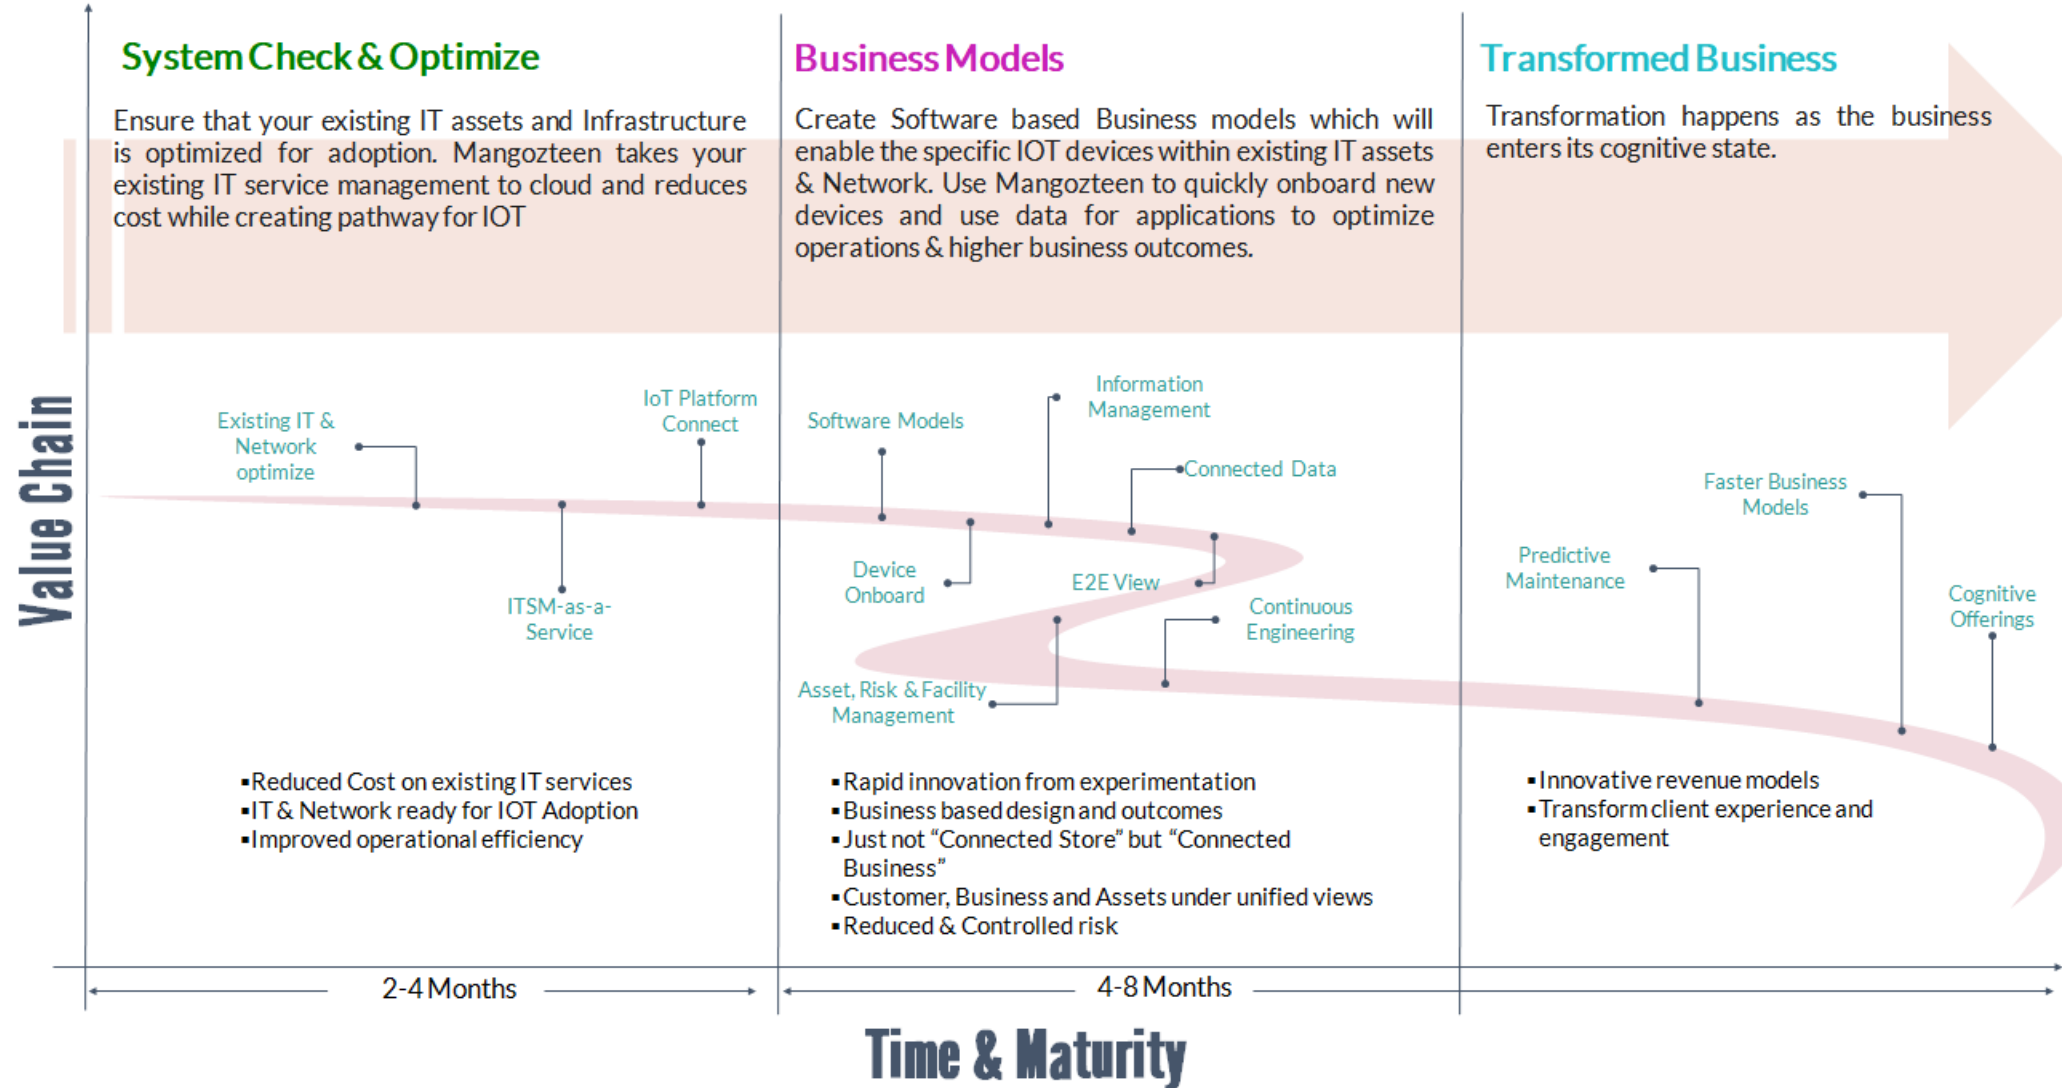 System Check & Optimize
Ensure that your existing IT assets and Infrastructure
is optimized for adoption. Mangozteen takes your
existing IT service management to cloud and reduces
cost while creating pathway for IOT
Business Models
Create Software based Business models which will
enable the specific IOT devices within existing IT assets
& Network. Use Mangozteen to quickly onboard new
devices and use data for applications to optimize
operations & higher business outcomes.
Transformed Business
Transformation happens as the business
enters its cognitive state.
Value Chain
Existing IT &
Network
optimize
ITSM-as-a-
Service
IoT Platform
Connect
Software Models
Device
Onboard
Information
Management
Connected Data
E2E View
Continuous
Engineering
Asset, Risk & Facility
Management
Predictive
Maintenance
Faster Business
Models
Cognitive
Offerings
▪Reduced Cost on existing IT services
▪IT & Network ready for IOT Adoption
▪Improved operational efficiency
▪Rapid innovation from experimentation
▪Business based design and outcomes
▪Just not “Connected Store” but “Connected
Business”
▪Customer, Business and Assets under unified views
▪Reduced & Controlled risk
▪Innovative revenue models
▪Transform client experience and
engagement
2-4 Months
4-8 Months
Time & Maturity